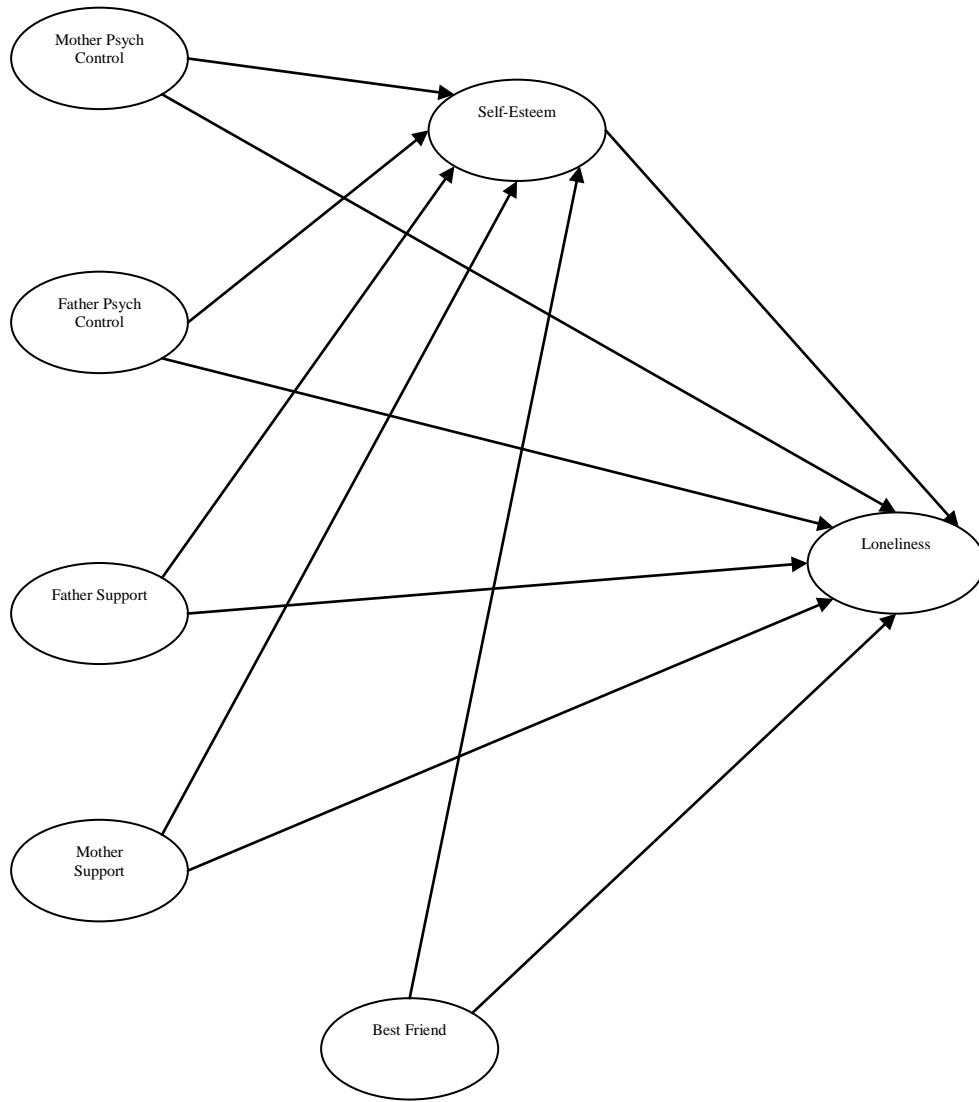 Mother Psych
Control
Self-Esteem
Father Psych
Control
Loneliness
Father Support
Mother
Support
Best Friend